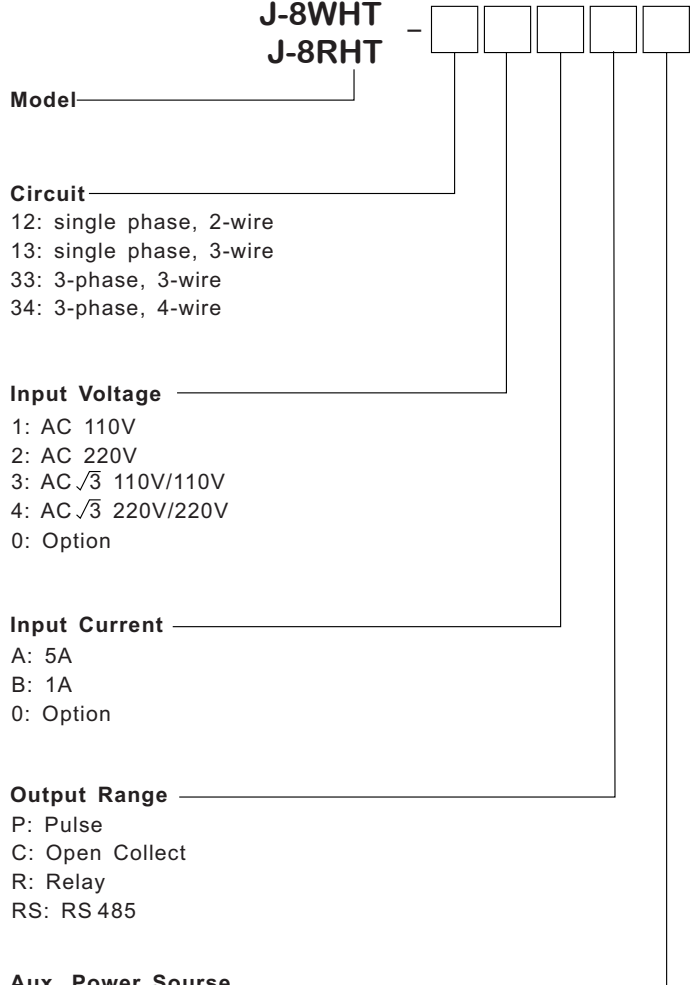 J-8WHT
J-8RHT
–
Model
Circuit
12: single phase, 2-wire
13: single phase, 3-wire
33: 3-phase, 3-wire
34: 3-phase, 4-wire
Input Voltage
1: AC 110V
2: AC 220V
3: AC √3 110V/110V
4: AC √3 220V/220V
0: Option
Input Current
A: 5A
B: 1A
0: Option
Output Range
P: Pulse
C: Open Collect
R: Relay
RS: RS 485
Aux. Power Sourse